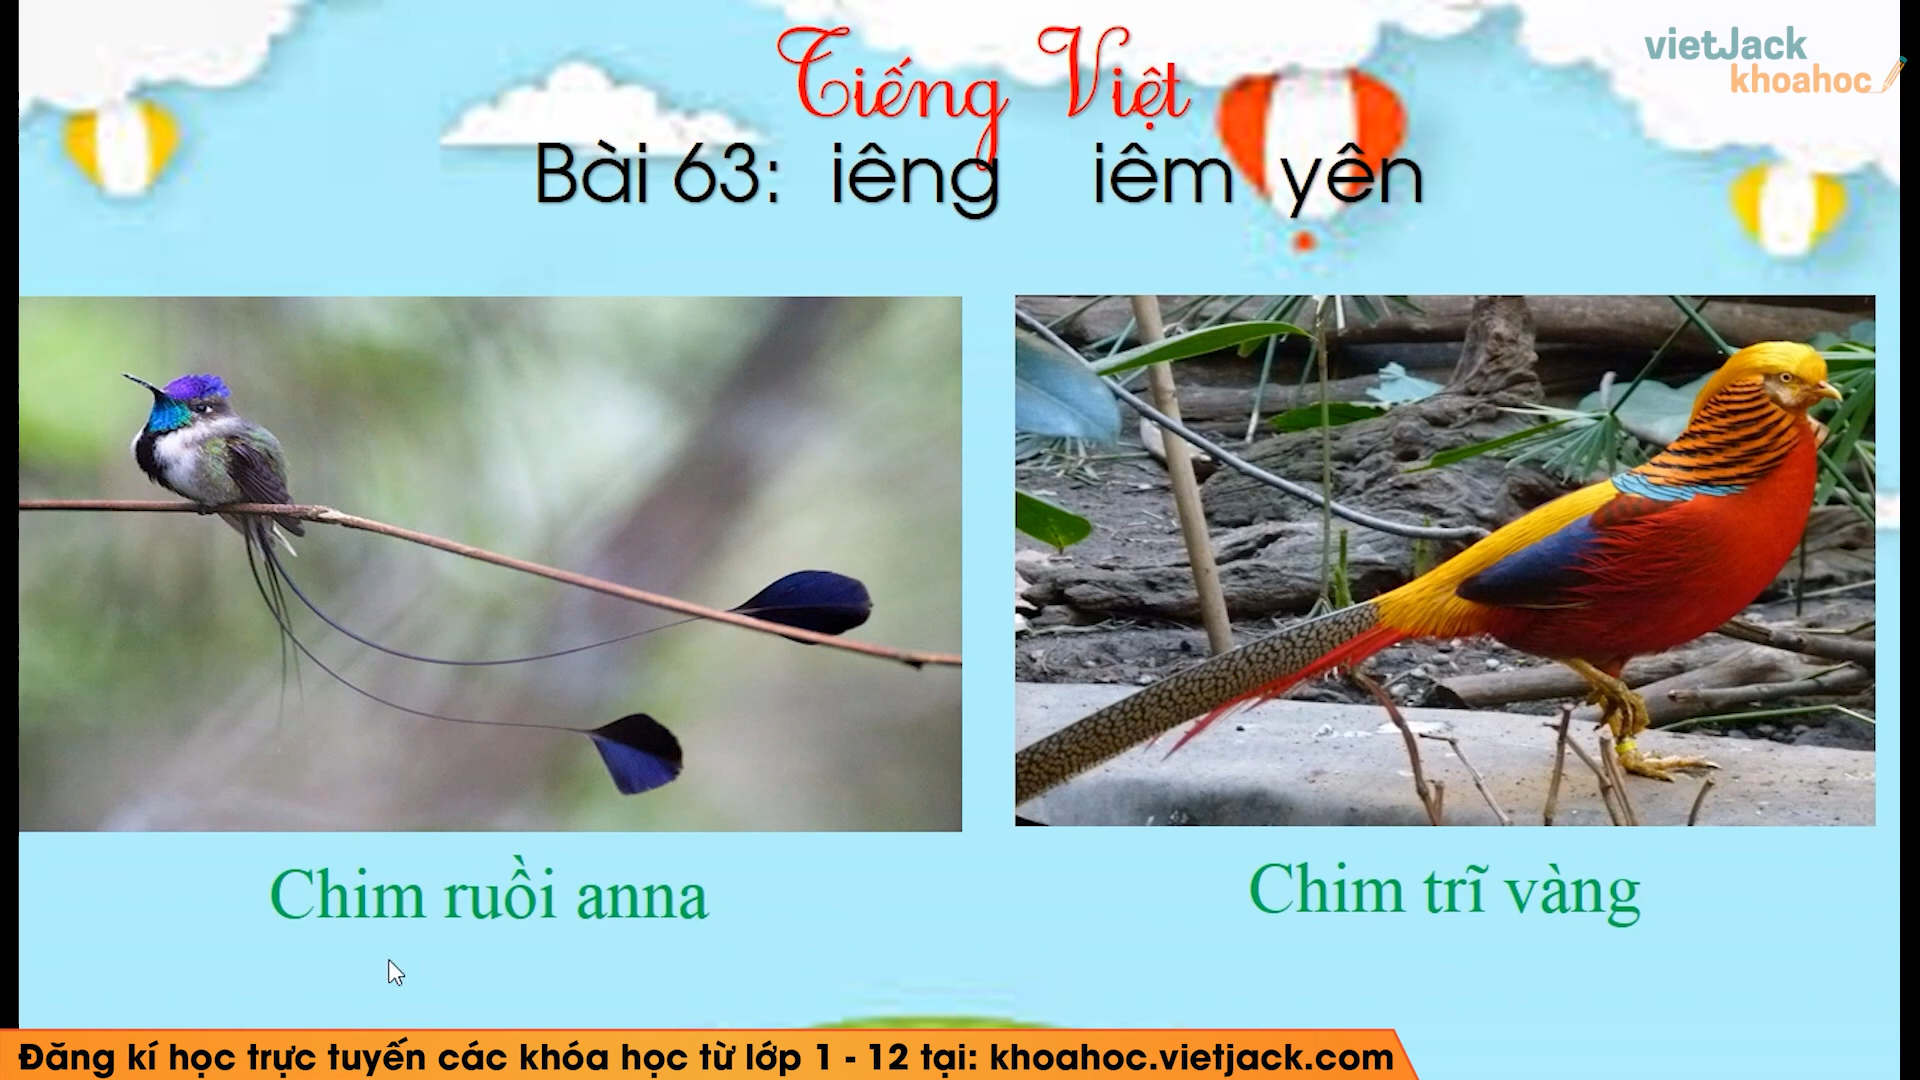 vietJack
khoahoc
Tiếng Việt
Bài 63: iêng iêm yên
Chim ruồi anna
Chim trĩ vàng
Đăng kí học trực tuyến các khóa học từ lớp 1 - 12 tại: khoahoc.vietjack.com